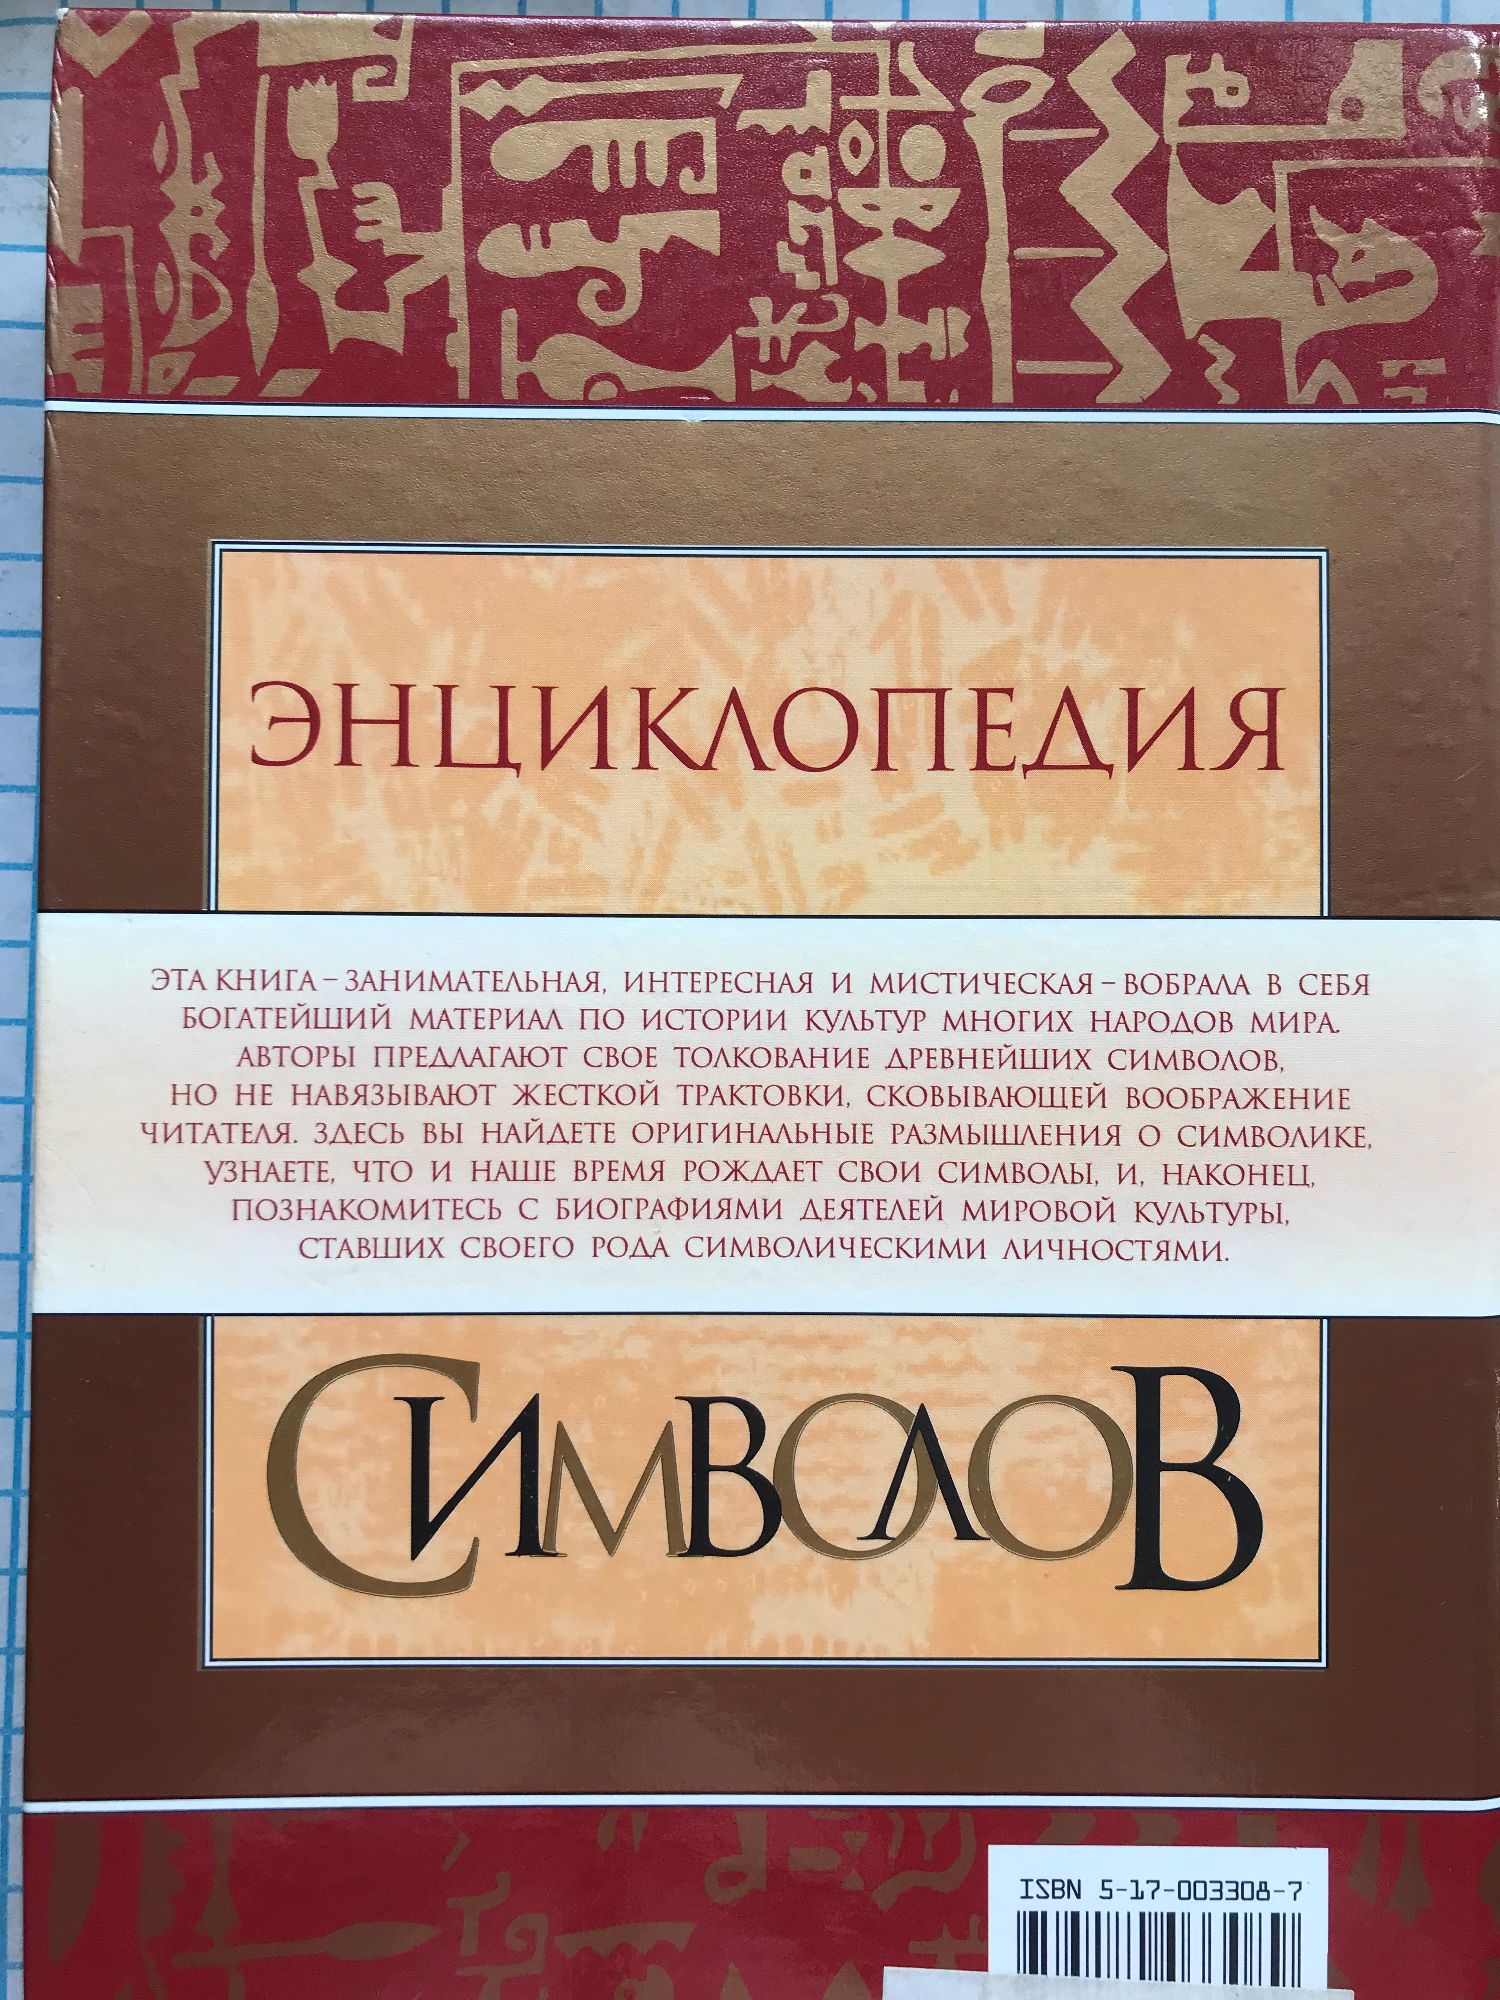 ЭНЦИКЛОПЕДИЯ
ЭТА КНИГА – ЗАНИМАТЕЛЬНАЯ, ИНТЕРЕСНАЯ И МИСТИЧЕСКАЯ – ВОБРАЛА В СЕБЯ
БОГАТЕЙШИЙ МАТЕРИАЛ ПО ИСТОРИИ КУЛЬТУР МНОГИХ НАРОДОВ МИРА.
АВТОРЫ ПРЕДЛАГАЮТ СВОЕ ТОЛКОВАНИЕ ДРЕВНЕЙШИХ СИМВОЛОВ,
НО НЕ НАВЯЗЫВАЮТ ЖЕСТКОЙ ТРАКТОВКИ, СКОВЫВАЮЩЕЙ ВООБРАЖЕНИЕ
ЧИТАТЕЛЯ. ЗДЕСЬ ВЫ НАЙДЕТЕ ОРИГИНАЛЬНЫЕ РАЗМЫШЛЕНИЯ О СИМВОЛИКЕ,
УЗНАЕТЕ, ЧТО И НАШЕ ВРЕМЯ РОЖДАЕТ СВОИ СИМВОЛЫ, И, НАКОНЕЦ,
ПОЗНАКОМИТЕСЬ С БИОГРАФИЯМИ ДЕЯТЕЛЕЙ МИРОВОЙ КУЛЬТУРЫ,
СТАВШИХ СВОЕГО РОДА СИМВОЛИЧЕСКИМИ ЛИЧНОСТЯМИ.
СИМВОЛОВ
ISBN 5-17-003308-7